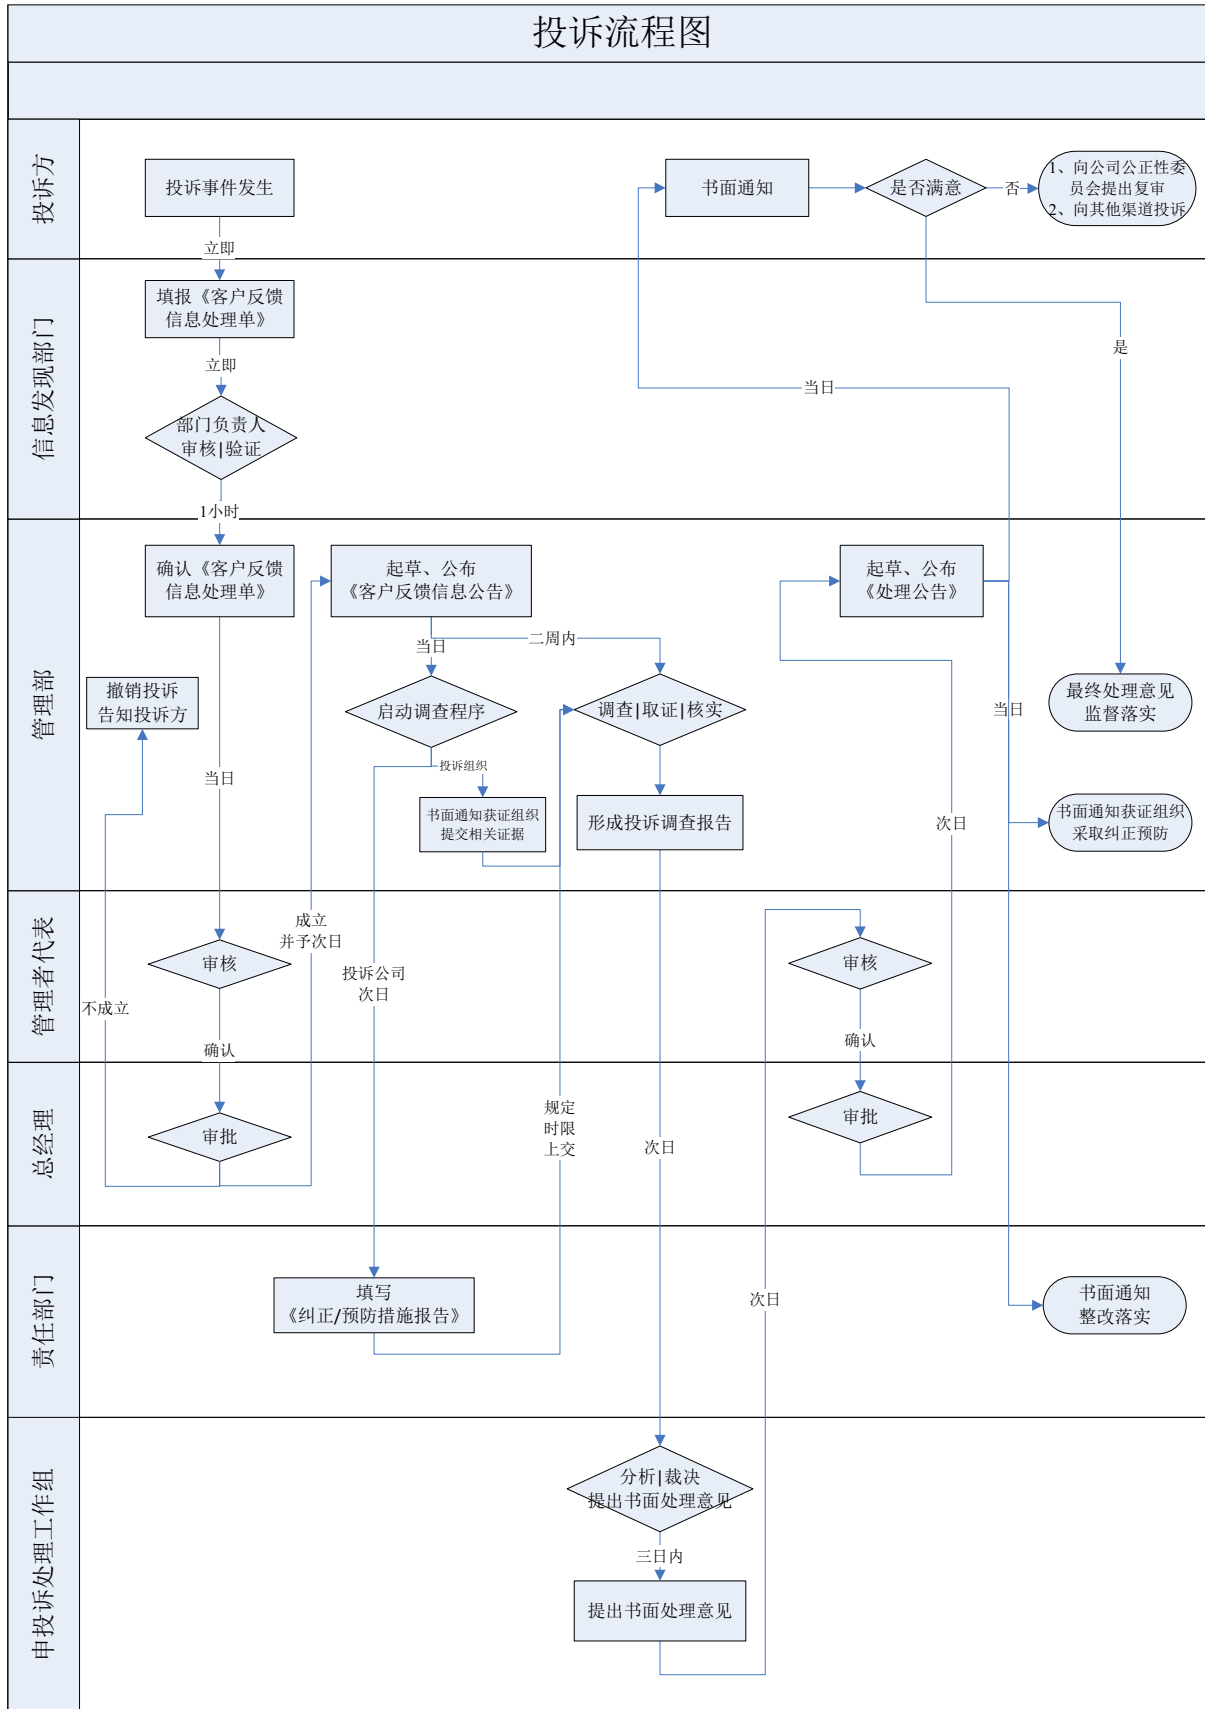 投诉流程图
投诉方
投诉事件发生
书面通知
是否满意
否
1、向公司公正性委
员会提出复审
2、向其他渠道投诉
立即
信息发现部门
填报《客户反馈
信息处理单》
立即
是
当日
部门负责人
审核|验证
1小时
管理部
确认《客户反馈
信息处理单》
起草、公布
《客户反馈信息公告》
起草、公布
《处理公告》
当日
二周内
撤销投诉
告知投诉方
启动调查程序
调查|取证|核实
当日
最终处理意见
监督落实
当日
投诉组织
书面通知获证组织
提交相关证据
形成投诉调查报告
次日
书面通知获证组织
采取纠正预防
管理者代表
成立
并予次日
审核
投诉公司
次日
审核
不成立
确认
确认
总经理
审批
规定
时限
上交
次日
审批
责任部门
填写
《纠正/预防措施报告》
次日
书面通知
整改落实
申投诉处理工作组
分析|裁决
提出书面处理意见
三日内
提出书面处理意见